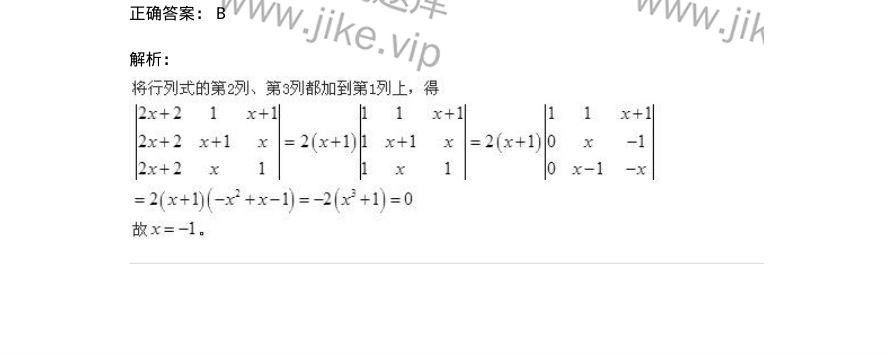 正确答案： B
www.jike.vip
www.jik
解析：
将行列式的第2列、第3列都加到第1列上，得
|2x+2 1 x+1| |1 1 x+1| |1 1 x+1|
|2x+2 x+1 x| = 2(x+1) |1 x+1 x| = 2(x+1) |0 x −1|
|2x+2 x 1| |1 x 1| |0 x−1 −x|
= 2(x+1)(−x²+x−1) = −2(x³+1) = 0
故 x = −1 。